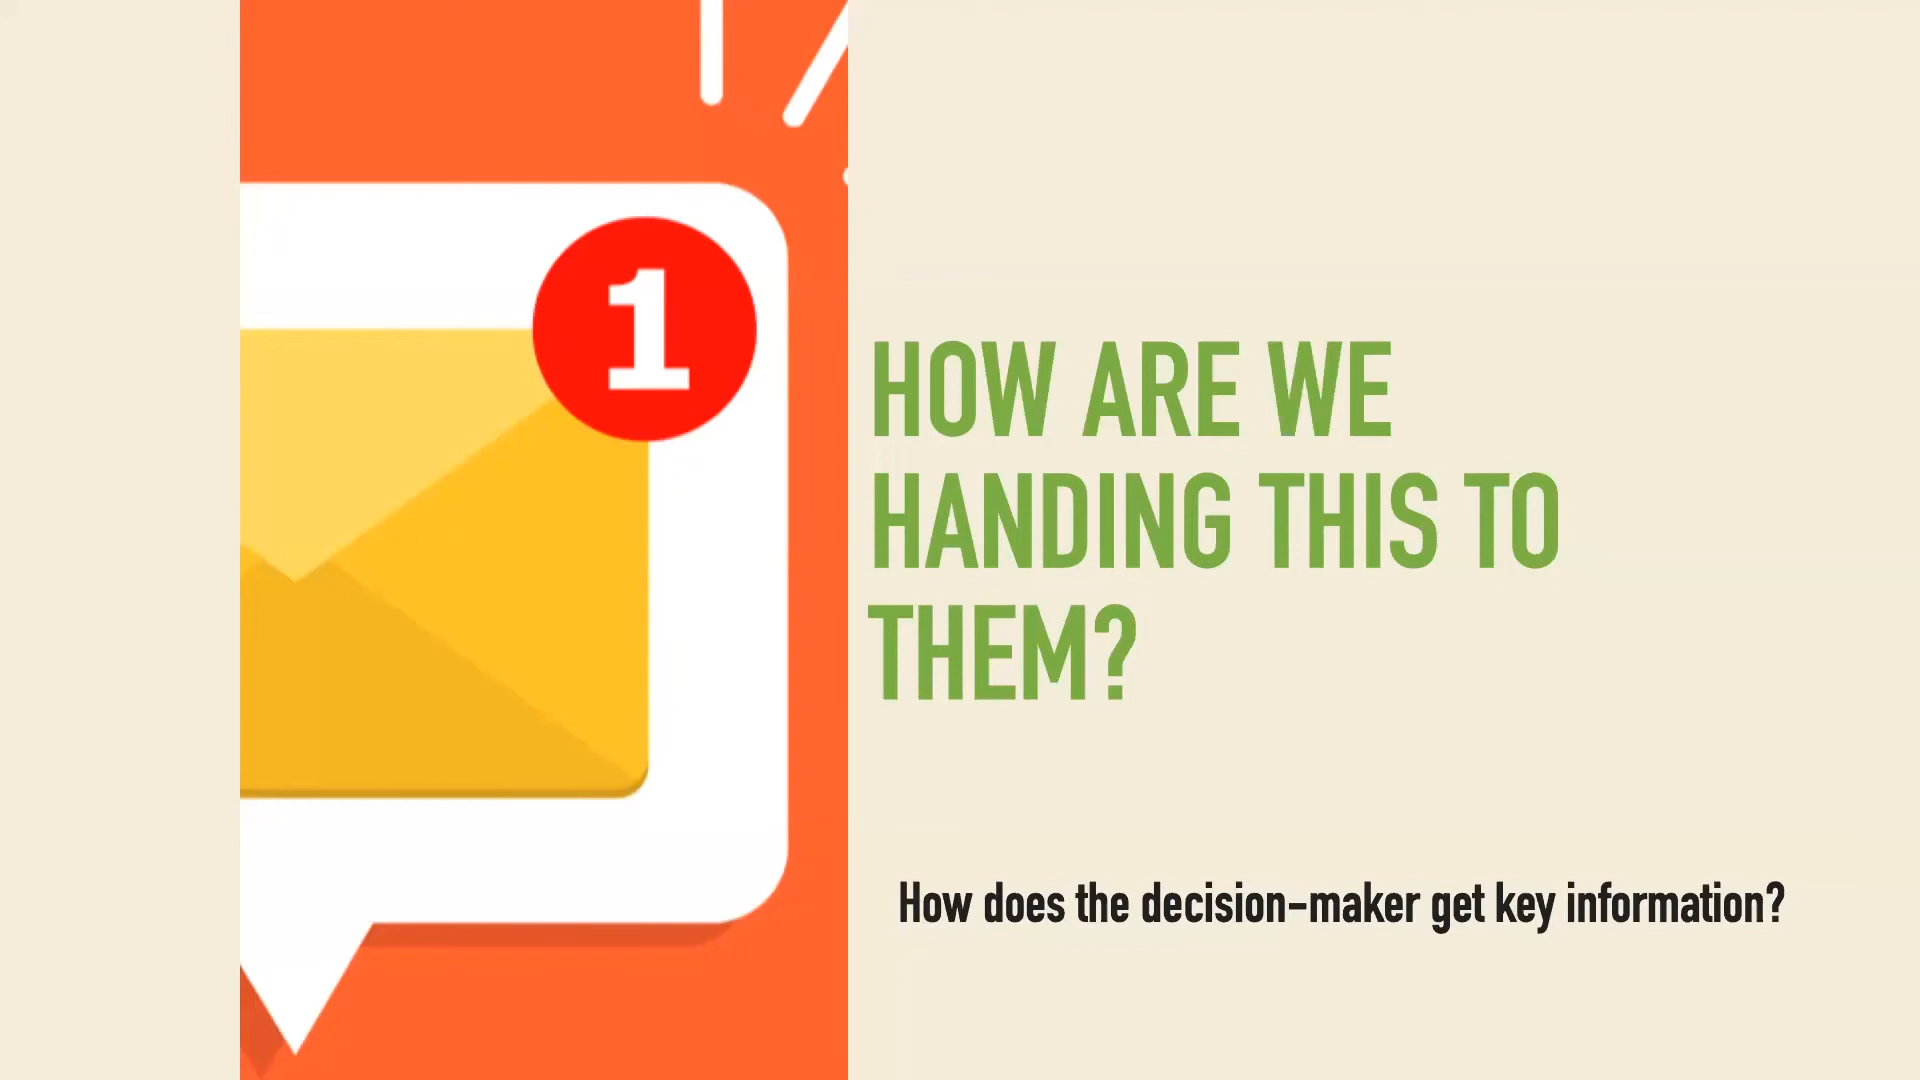 1
HOW ARE WE
HANDING THIS TO
THEM?
How does the decision-maker get key information?